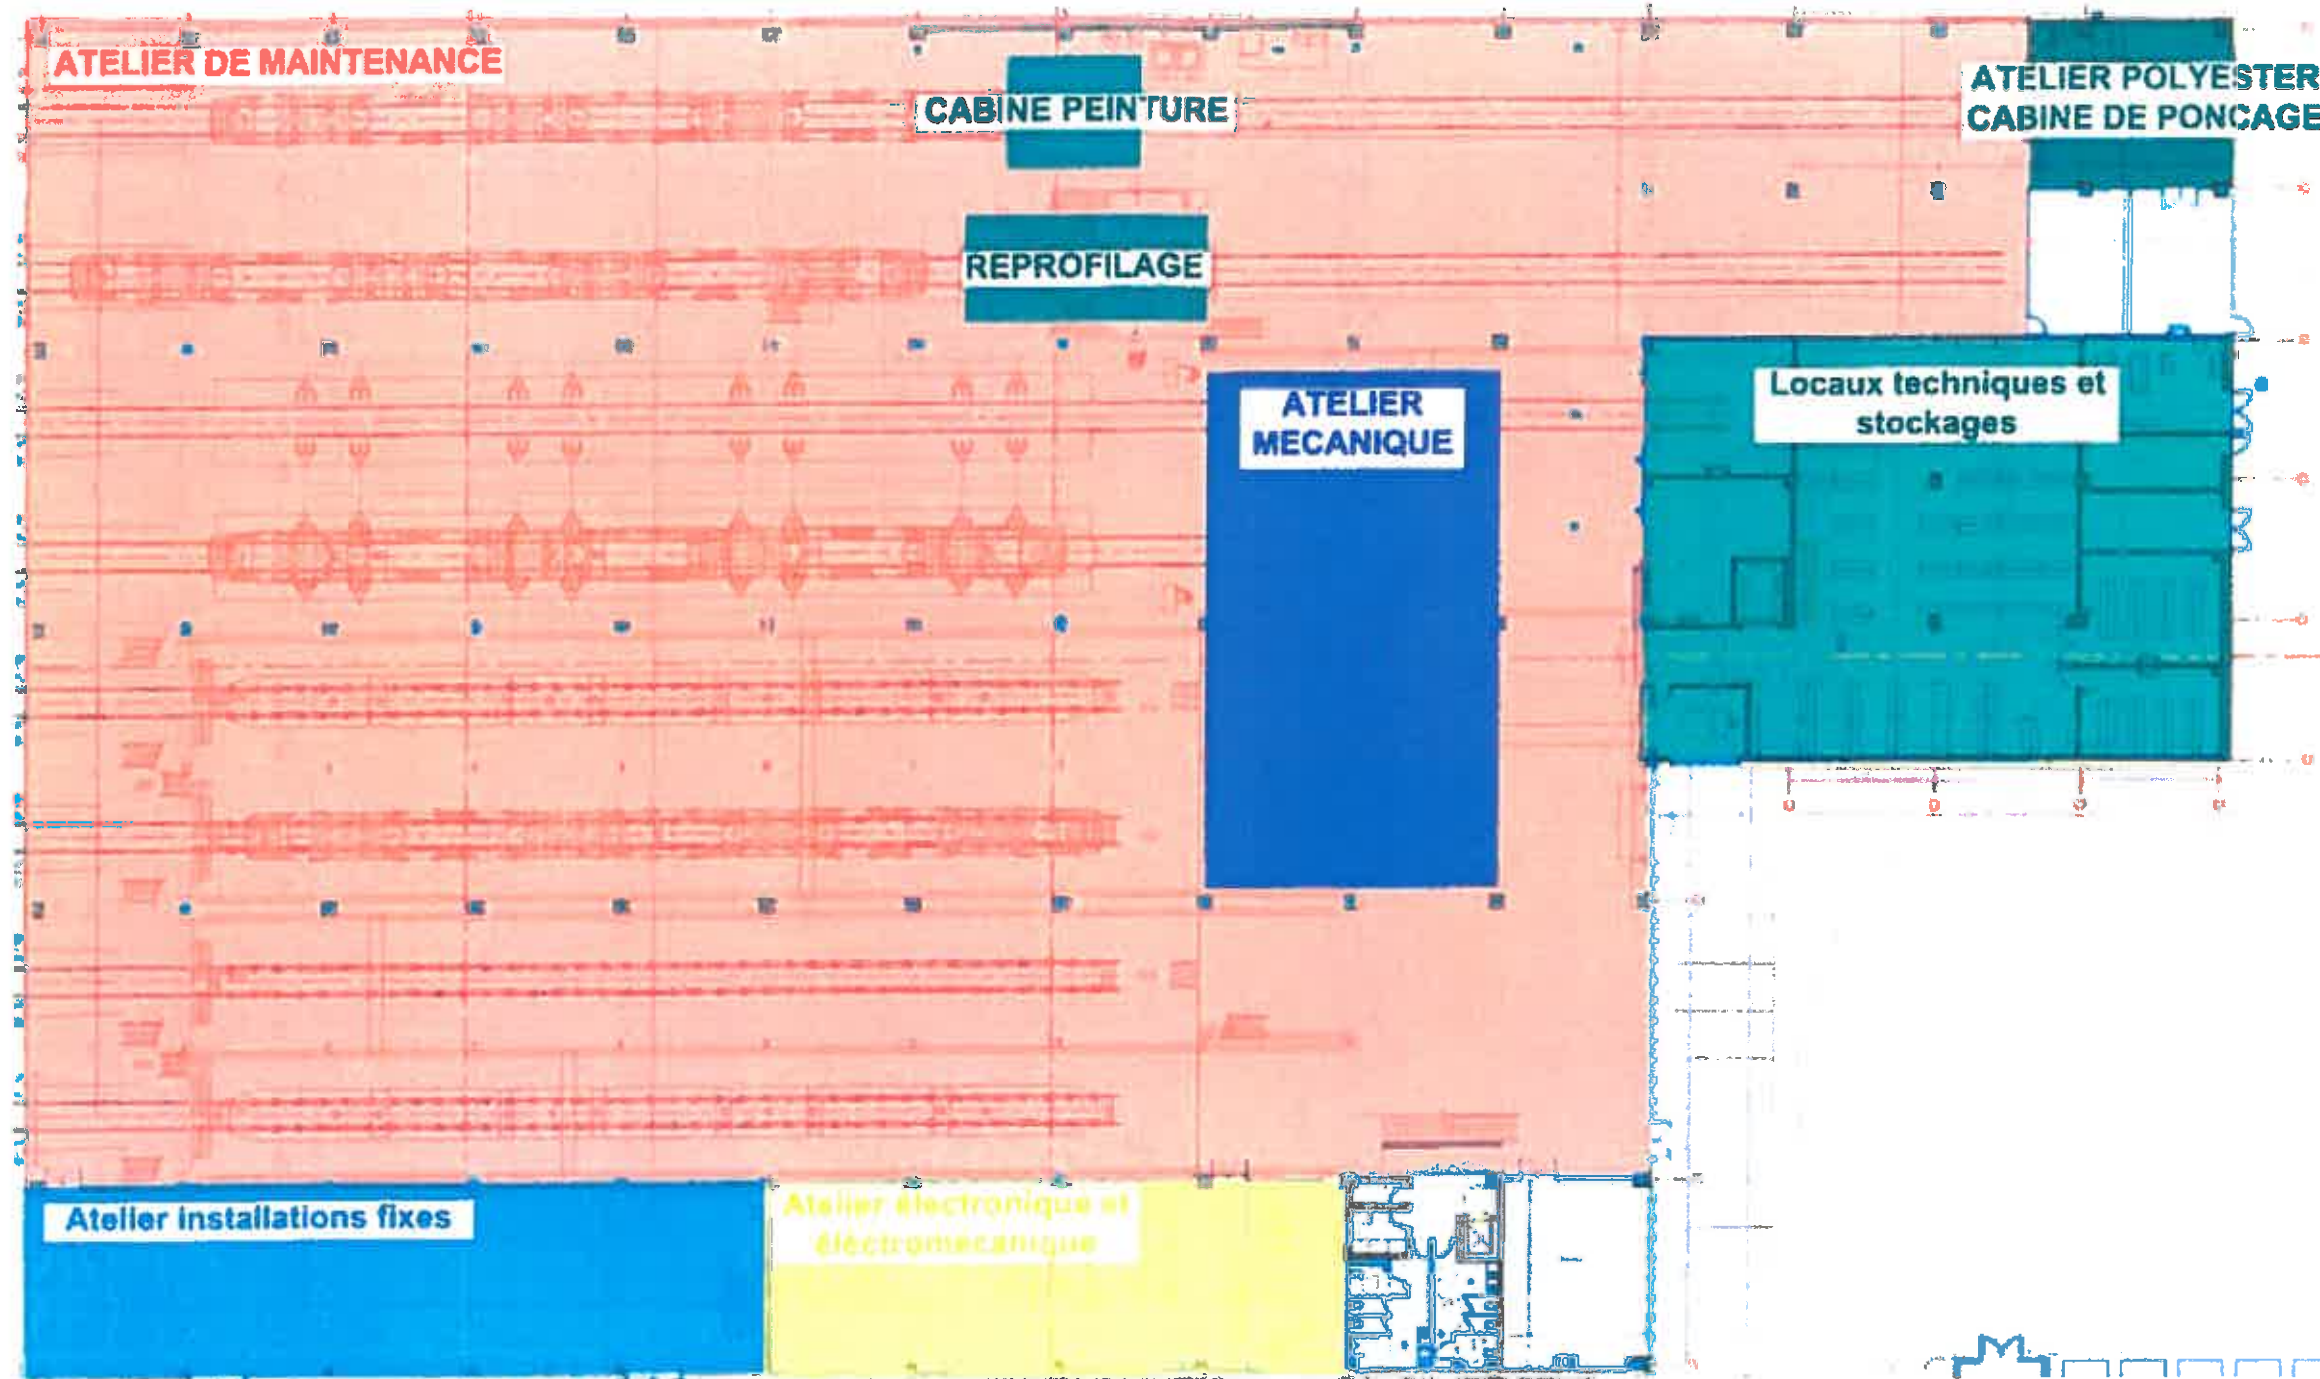 ATELIER DE MAINTENANCE
CABINE PEINTURE
ATELIER POLYESTER
CABINE DE PONCAGE
REPROFILAGE
ATELIER
MECANIQUE
Locaux techniques et
stockages
Atelier installations fixes
Atelier électronique et
électromecanique